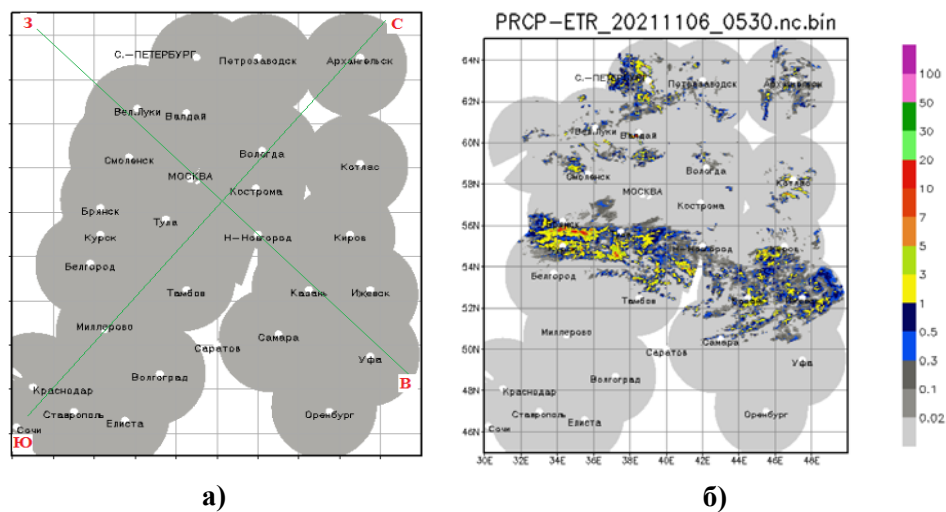 З
С
С.-ПЕТЕРБУРГ
Петрозаводск
Архангельск
Вел.Луки
Валдай
Смоленск
Вологда
Котлас
МОСКВА
Кострома
Брянск
Тула
Курск
Н-Новгород
Киров
Белгород
Тамбов
Казань
Ижевск
Миллерово
Самара
Саратов
Уфа
Волгоград
В
Краснодар
Ставрополь
Элиста
Оренбург
Сочи
Ю
а)
PRCP-ETR_20211106_0530.nc.bin
64N
62N
60N
58N
56N
54N
52N
50N
48N
46N
30E
32E
34E
36E
38E
40E
42E
44E
46E
48E
С.-ПЕТЕРБУРГ
Петрозаводск
Архангельск
Вел.Луки
Валдай
Смоленск
Вологда
Котлас
МОСКВА
Кострома
Н-Новгород
Киров
Белгород
Тамбов
Миллерово
Самара
Саратов
Уфа
Волгоград
Краснодар
Ставрополь
Элиста
Оренбург
Сочи
б)
100
50
30
20
10
7
5
3
1
0.5
0.3
0.1
0.02